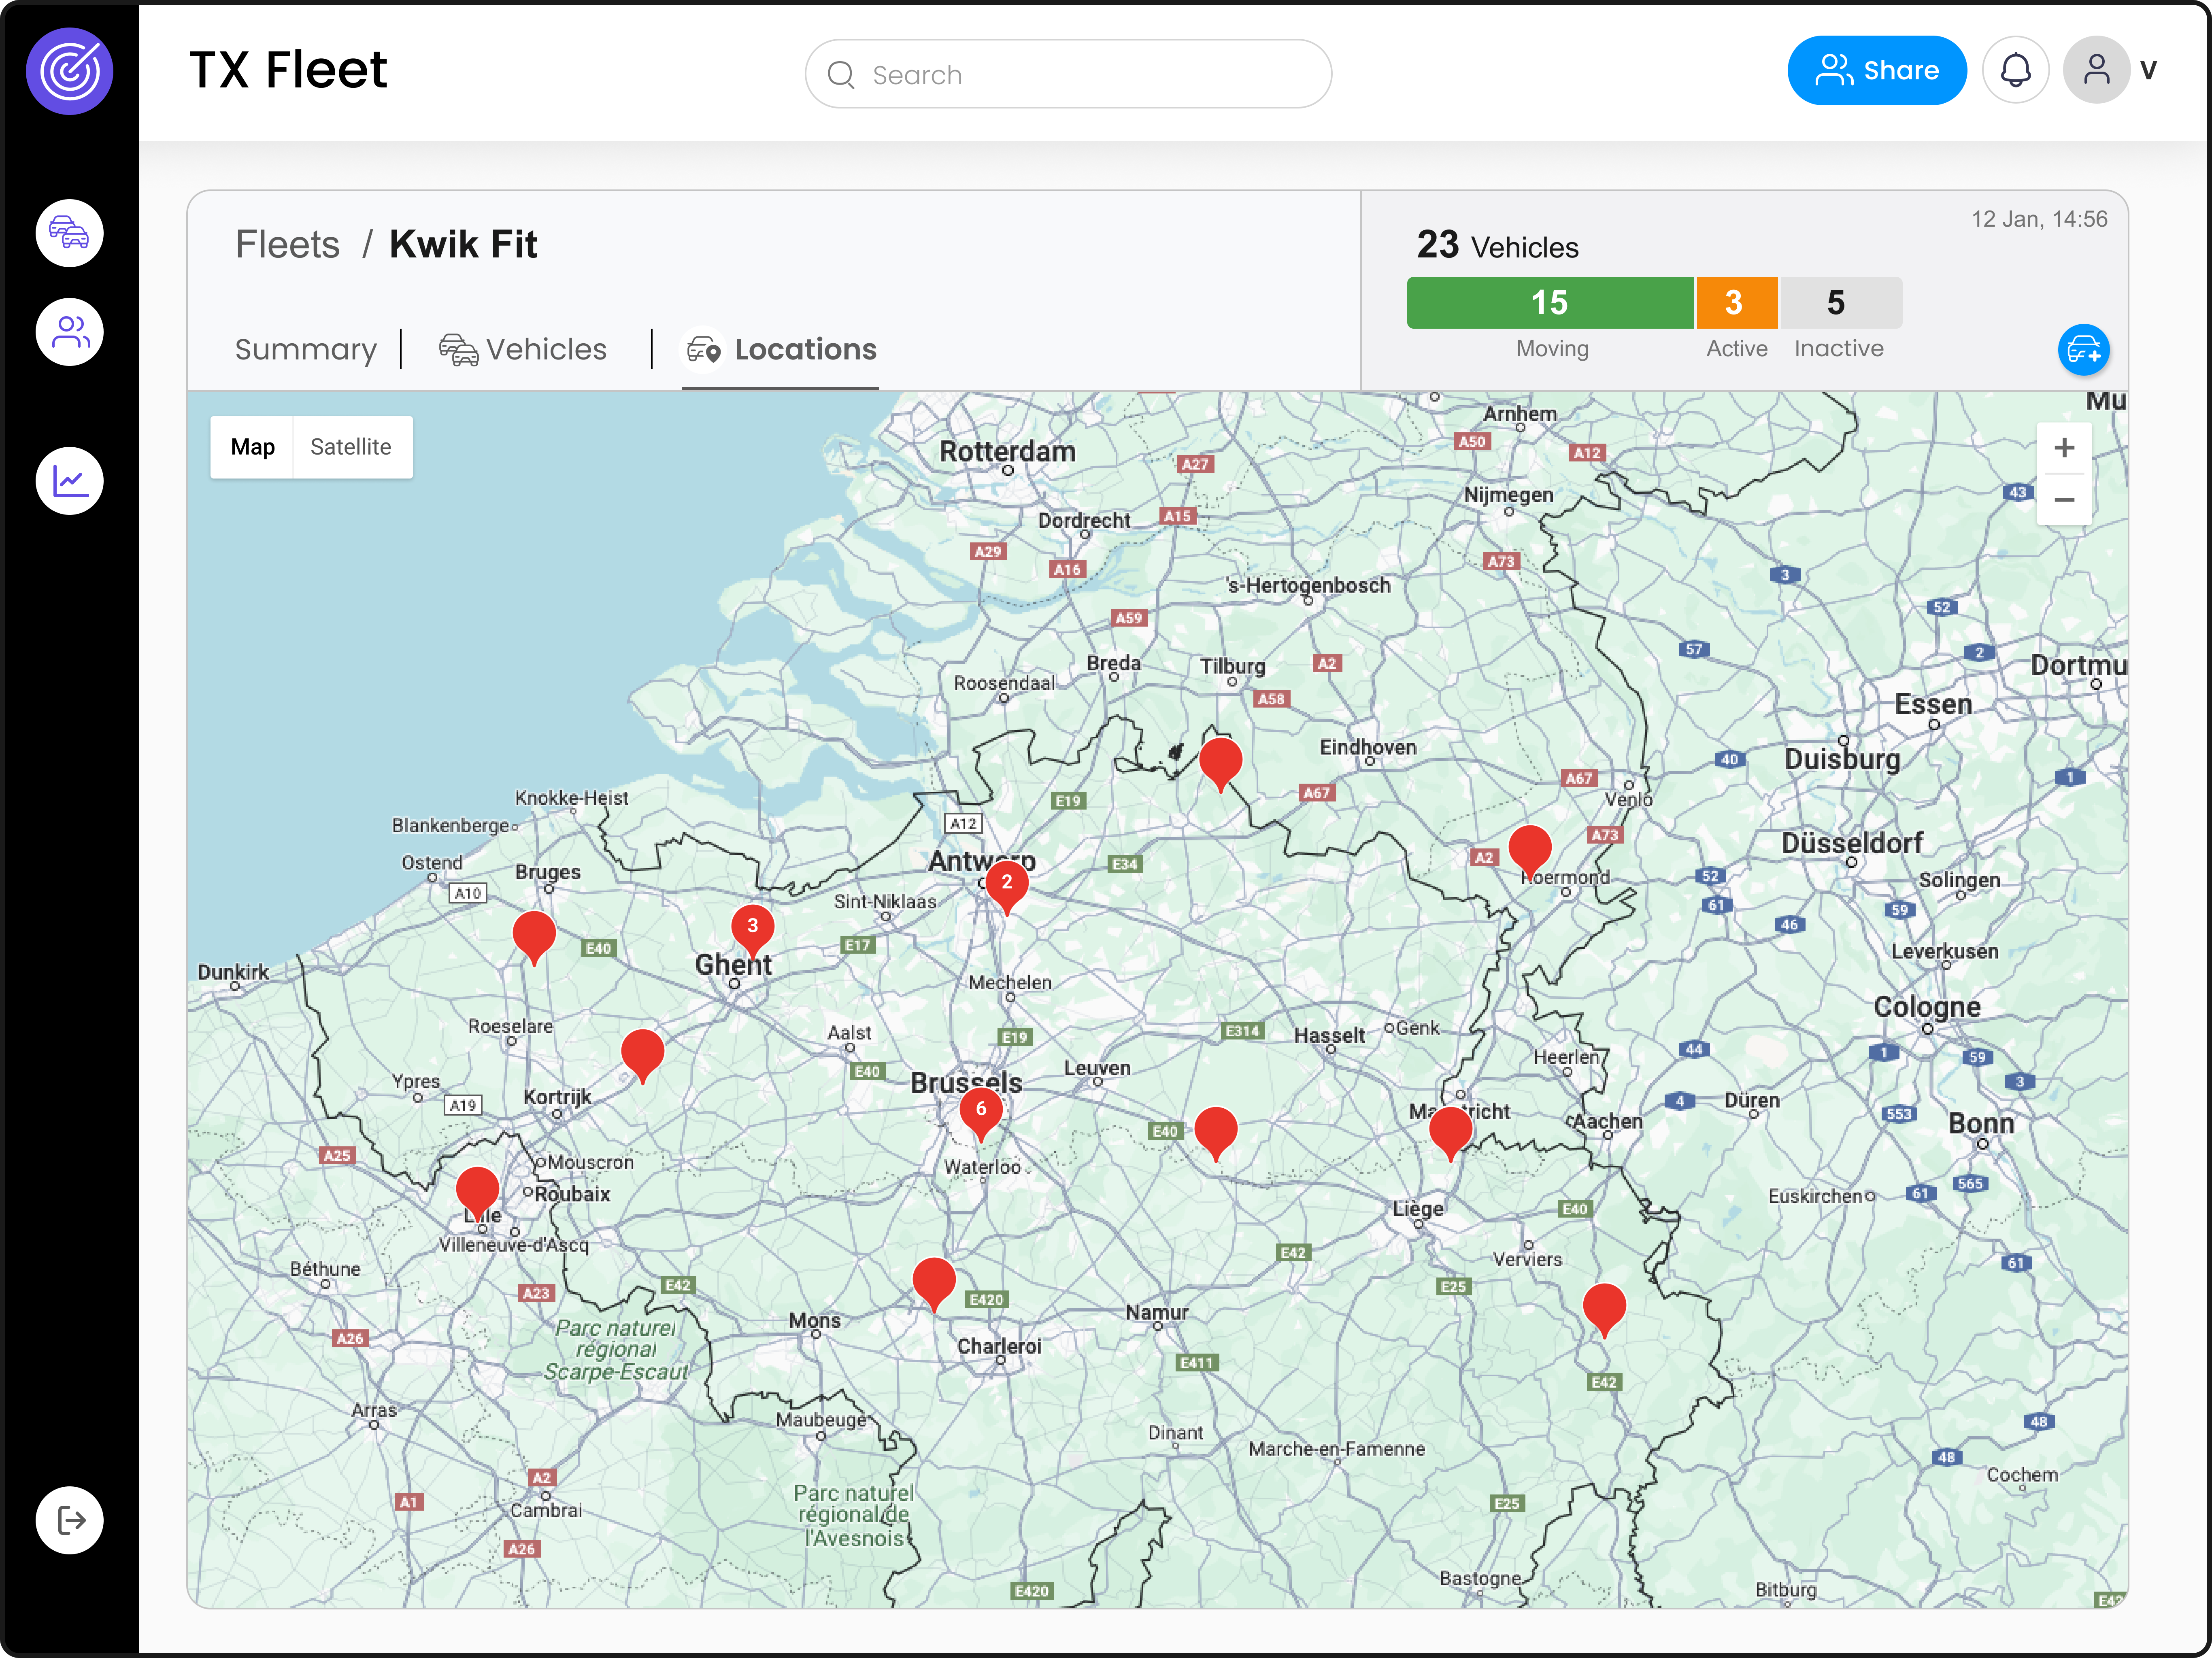 TX Fleet
Search
Share
V
Fleets / Kwik Fit
Summary
Vehicles
Locations
12 Jan, 14:56
23 Vehicles
15
3
5
Moving
Active
Inactive
Map
Satellite
+
−
Mu
Arnhem
A50
A12
Rotterdam
A27
43
Nijmegen
Dordrecht
A15
A29
A16
A73
3
's-Hertogenbosch
52
A59
57
2
Breda
Tilburg
A2
Dortmu
Roosendaal
A58
Essen
Eindhoven
40
Duisburg
A67
1
Knokke-Heist
E19
A67
Venlo
Blankenberge
A12
A73
Düsseldorf
Ostend
Antwerp
E34
A2
Bruges
2
Roermond
52
Solingen
A10
Sint-Niklaas
61
59
3
46
E40
E17
Leverkusen
Dunkirk
Ghent
Mechelen
Cologne
Roeselare
Aalst
E19
E314
Hasselt
Genk
44
1
59
Heerlen
E40
Leuven
3
Ypres
Brussels
A19
Kortrijk
6
4
Düren
553
Maastricht
Aachen
Bonn
E40
A25
Mouscron
Waterloo
Roubaix
565
Euskirchen
61
Lille
Liège
E40
Villeneuve-d'Ascq
E42
Verviers
61
Béthune
E42
E25
A23
E420
Namur
Mons
Parc naturel
régional
Scarpe-Escaut
A26
Charleroi
E411
E42
Arras
Maubeuge
48
Dinant
Marche-en-Famenne
48
A2
Cochem
Parc naturel
régional de
l'Avesnois
A1
Cambrai
E25
A26
Bastogne
E420
Bitburg
E42